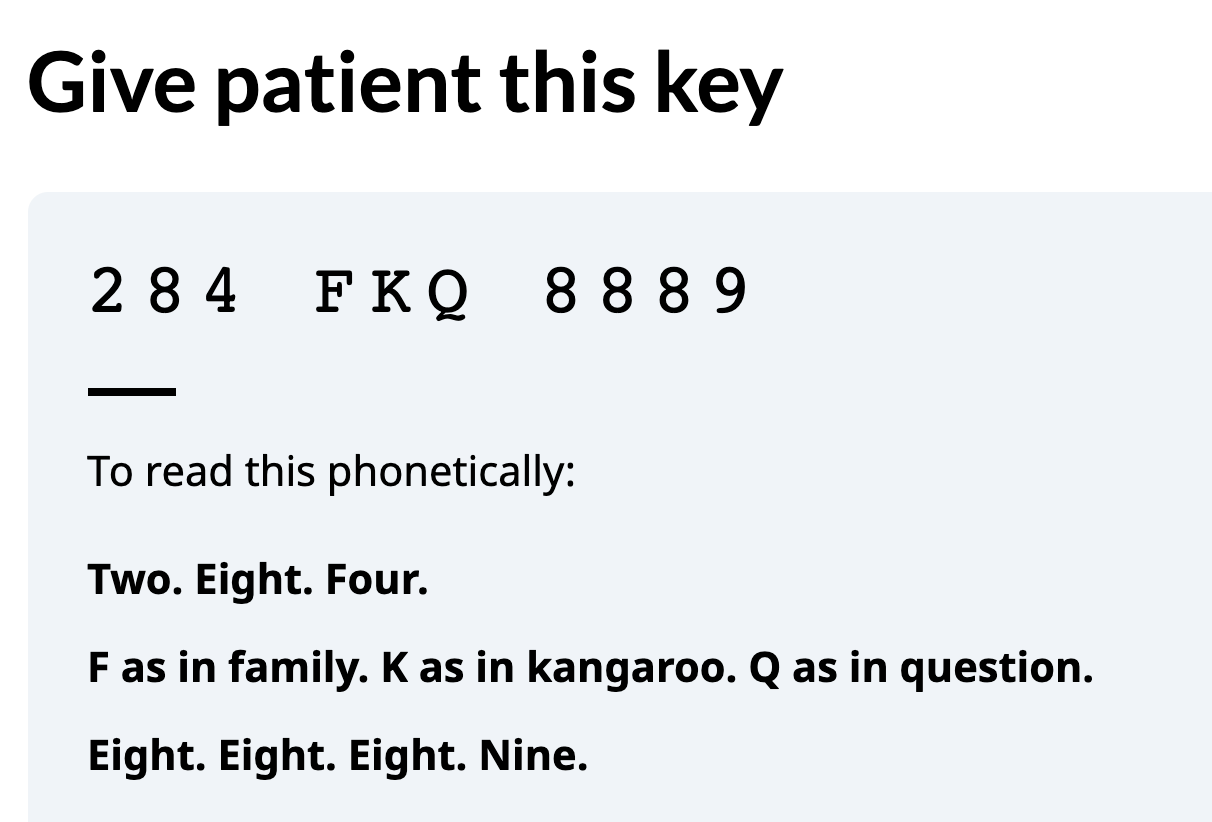 Give patient this key
284 FKQ 8889
To read this phonetically:
Two. Eight. Four.
F as in family. K as in kangaroo. Q as in question.
Eight. Eight. Eight. Nine.